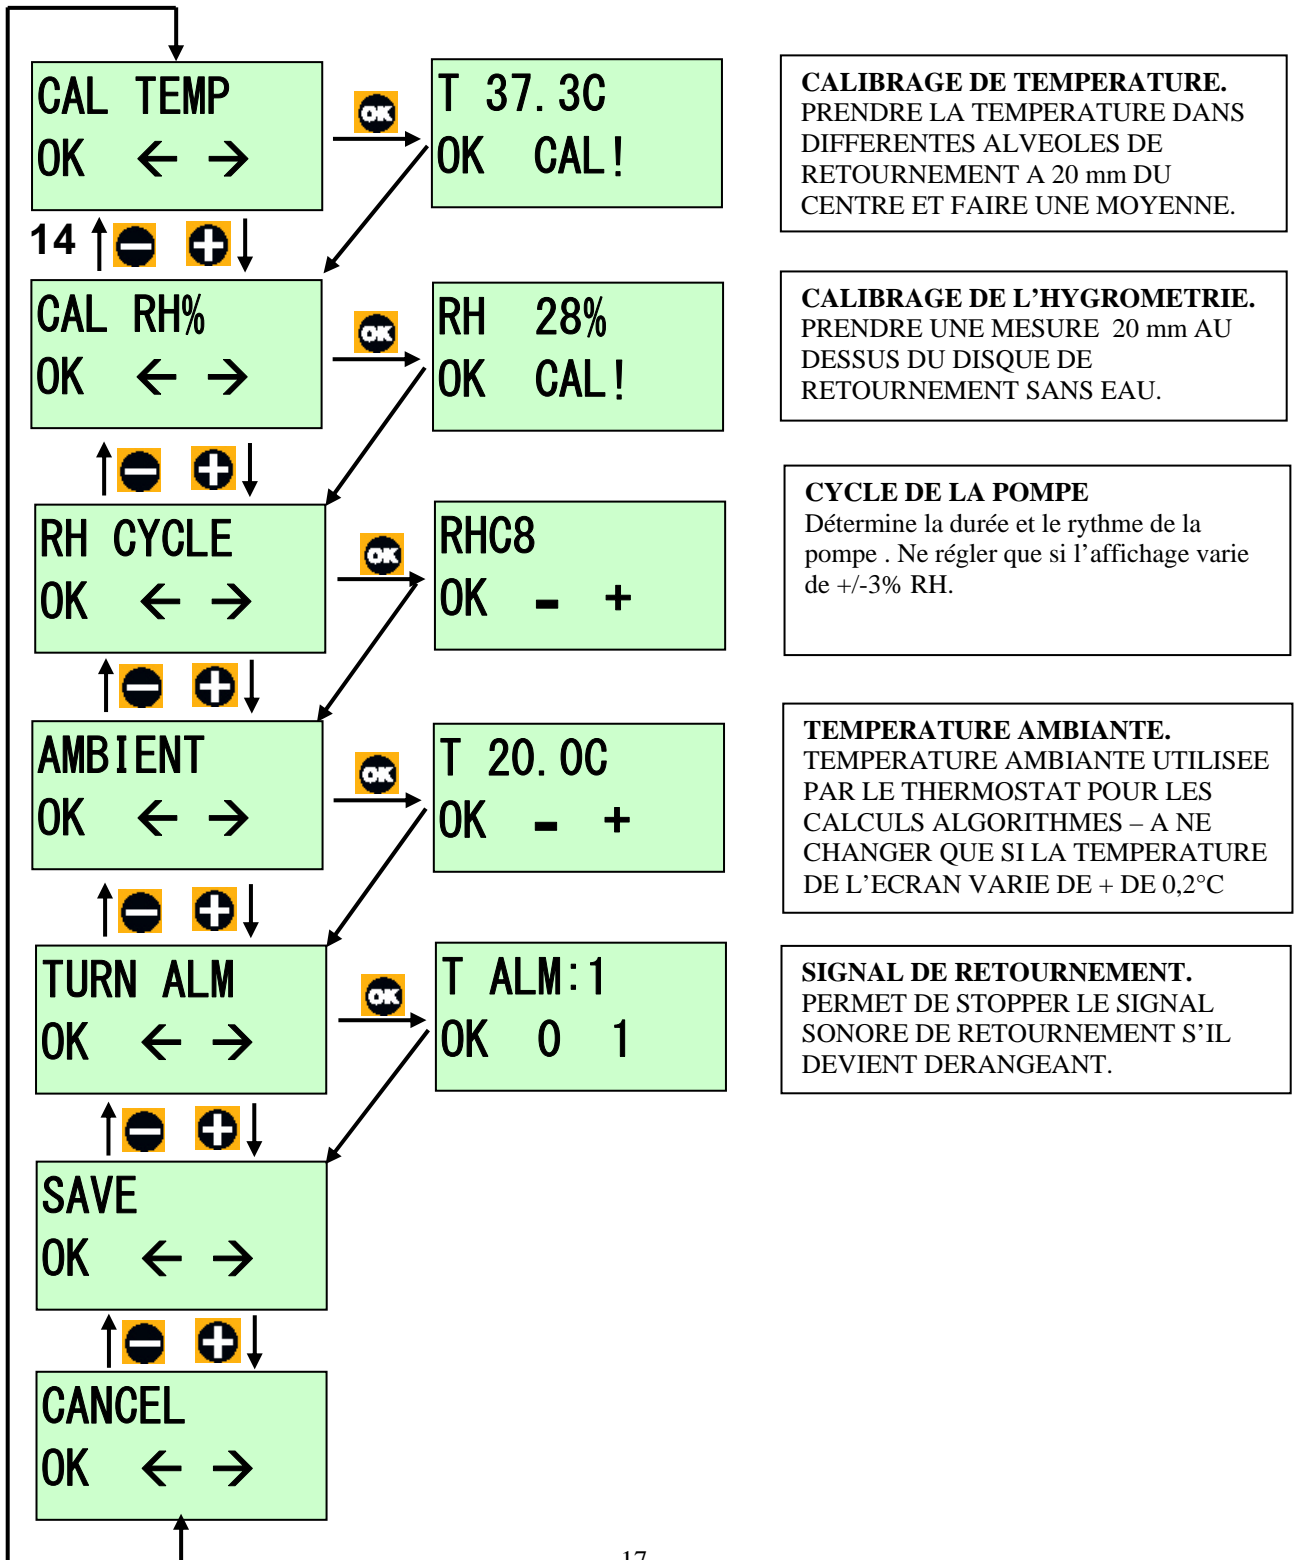 CAL TEMP
OK ← →
OK
T 37.3C
OK CAL!
CALIBRAGE DE TEMPERATURE.
PRENDRE LA TEMPERATURE DANS
DIFFERENTES ALVEOLES DE
RETOURNEMENT A 20 mm DU
CENTRE ET FAIRE UNE MOYENNE.
14
CAL RH%
OK ← →
OK
RH 28%
OK CAL!
CALIBRAGE DE L’HYGROMETRIE.
PRENDRE UNE MESURE 20 mm AU
DESSUS DU DISQUE DE
RETOURNEMENT SANS EAU.
RH CYCLE
OK ← →
OK
RHC8
OK - +
CYCLE DE LA POMPE
Détermine la durée et le rythme de la
pompe . Ne régler que si l’affichage varie
de +/-3% RH.
AMBIENT
OK ← →
OK
T 20.0C
OK - +
TEMPERATURE AMBIANTE.
TEMPERATURE AMBIANTE UTILISEE
PAR LE THERMOSTAT POUR LES
CALCULS ALGORITHMES – A NE
CHANGER QUE SI LA TEMPERATURE
DE L’ECRAN VARIE DE + DE 0,2°C
TURN ALM
OK ← →
OK
T ALM:1
OK 0 1
SIGNAL DE RETOURNEMENT.
PERMET DE STOPPER LE SIGNAL
SONORE DE RETOURNEMENT S’IL
DEVIENT DERANGEANT.
SAVE
OK ← →
CANCEL
OK ← →
17